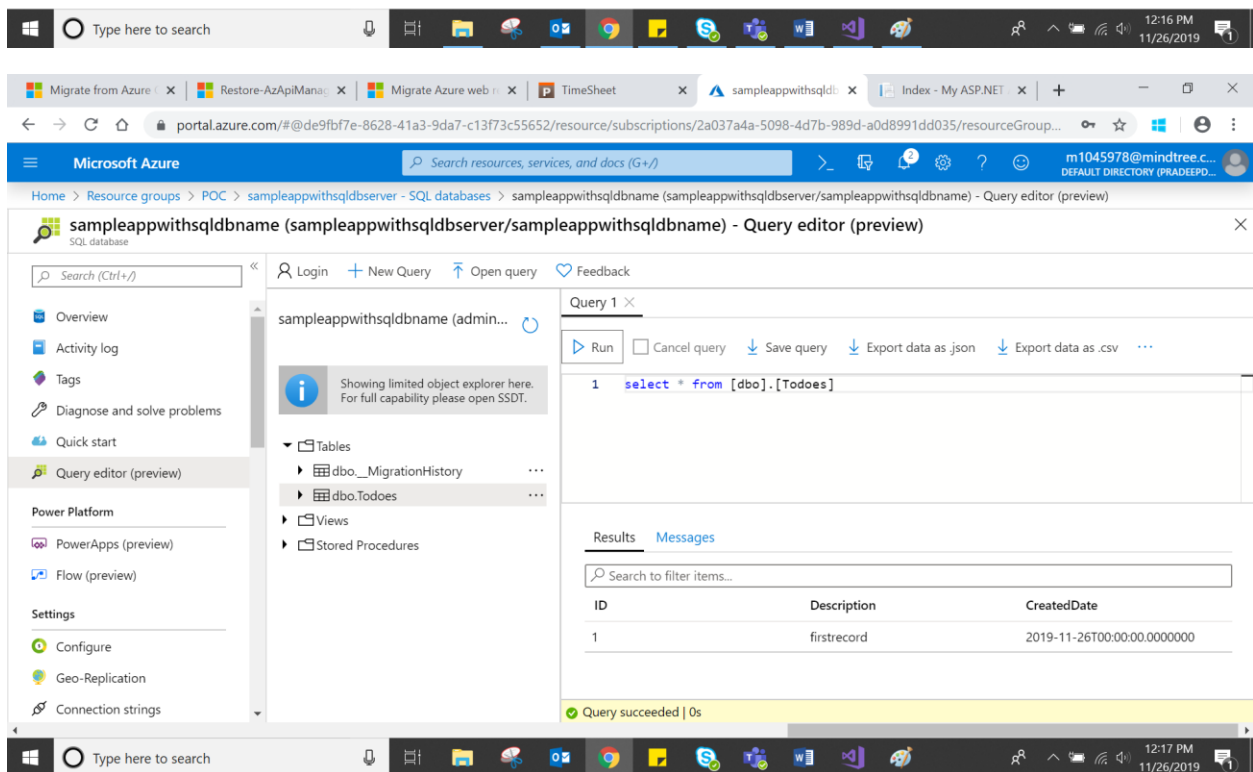 Type here to search
12:16 PM
11/26/2019
1
Migrate from Azure
Restore-AzApiManag
Migrate Azure web r
TimeSheet
sampleappwithsqldb
Index - My ASP.NET
portal.azure.com/#@de9fbf7e-8628-41a3-9da7-c13f73c55652/resource/subscriptions/2a037a4a-5098-4d7b-989d-a0d8991dd035/resourceGroup...
Microsoft Azure
Search resources, services, and docs (G+/)
2
m1045978@mindtree.c...
DEFAULT DIRECTORY (PRADEEPD...
Home > Resource groups > POC > sampleappwithsqldbserver - SQL databases > sampleappwithsqldbname (sampleappwithsqldbserver/sampleappwithsqldbname) - Query editor (preview)
sampleappwithsqldbname (sampleappwithsqldbserver/sampleappwithsqldbname) - Query editor (preview)
SQL database
Search (Ctrl+/)
Overview
Activity log
Tags
Diagnose and solve problems
Quick start
Query editor (preview)
Power Platform
PowerApps (preview)
Flow (preview)
Settings
Configure
Geo-Replication
Connection strings
Login
New Query
Open query
Feedback
sampleappwithsqldbname (admin...
Showing limited object explorer here.
For full capability please open SSDT.
Tables
dbo.__MigrationHistory
dbo.Todoes
Views
Stored Procedures
Query 1
Run
Cancel query
Save query
Export data as .json
Export data as .csv
1 select * from [dbo].[Todoes]
Results Messages
Search to filter items...
ID Description CreatedDate
1 firstrecord 2019-11-26T00:00:00.0000000
Query succeeded | 0s
Type here to search
12:17 PM
11/26/2019
1